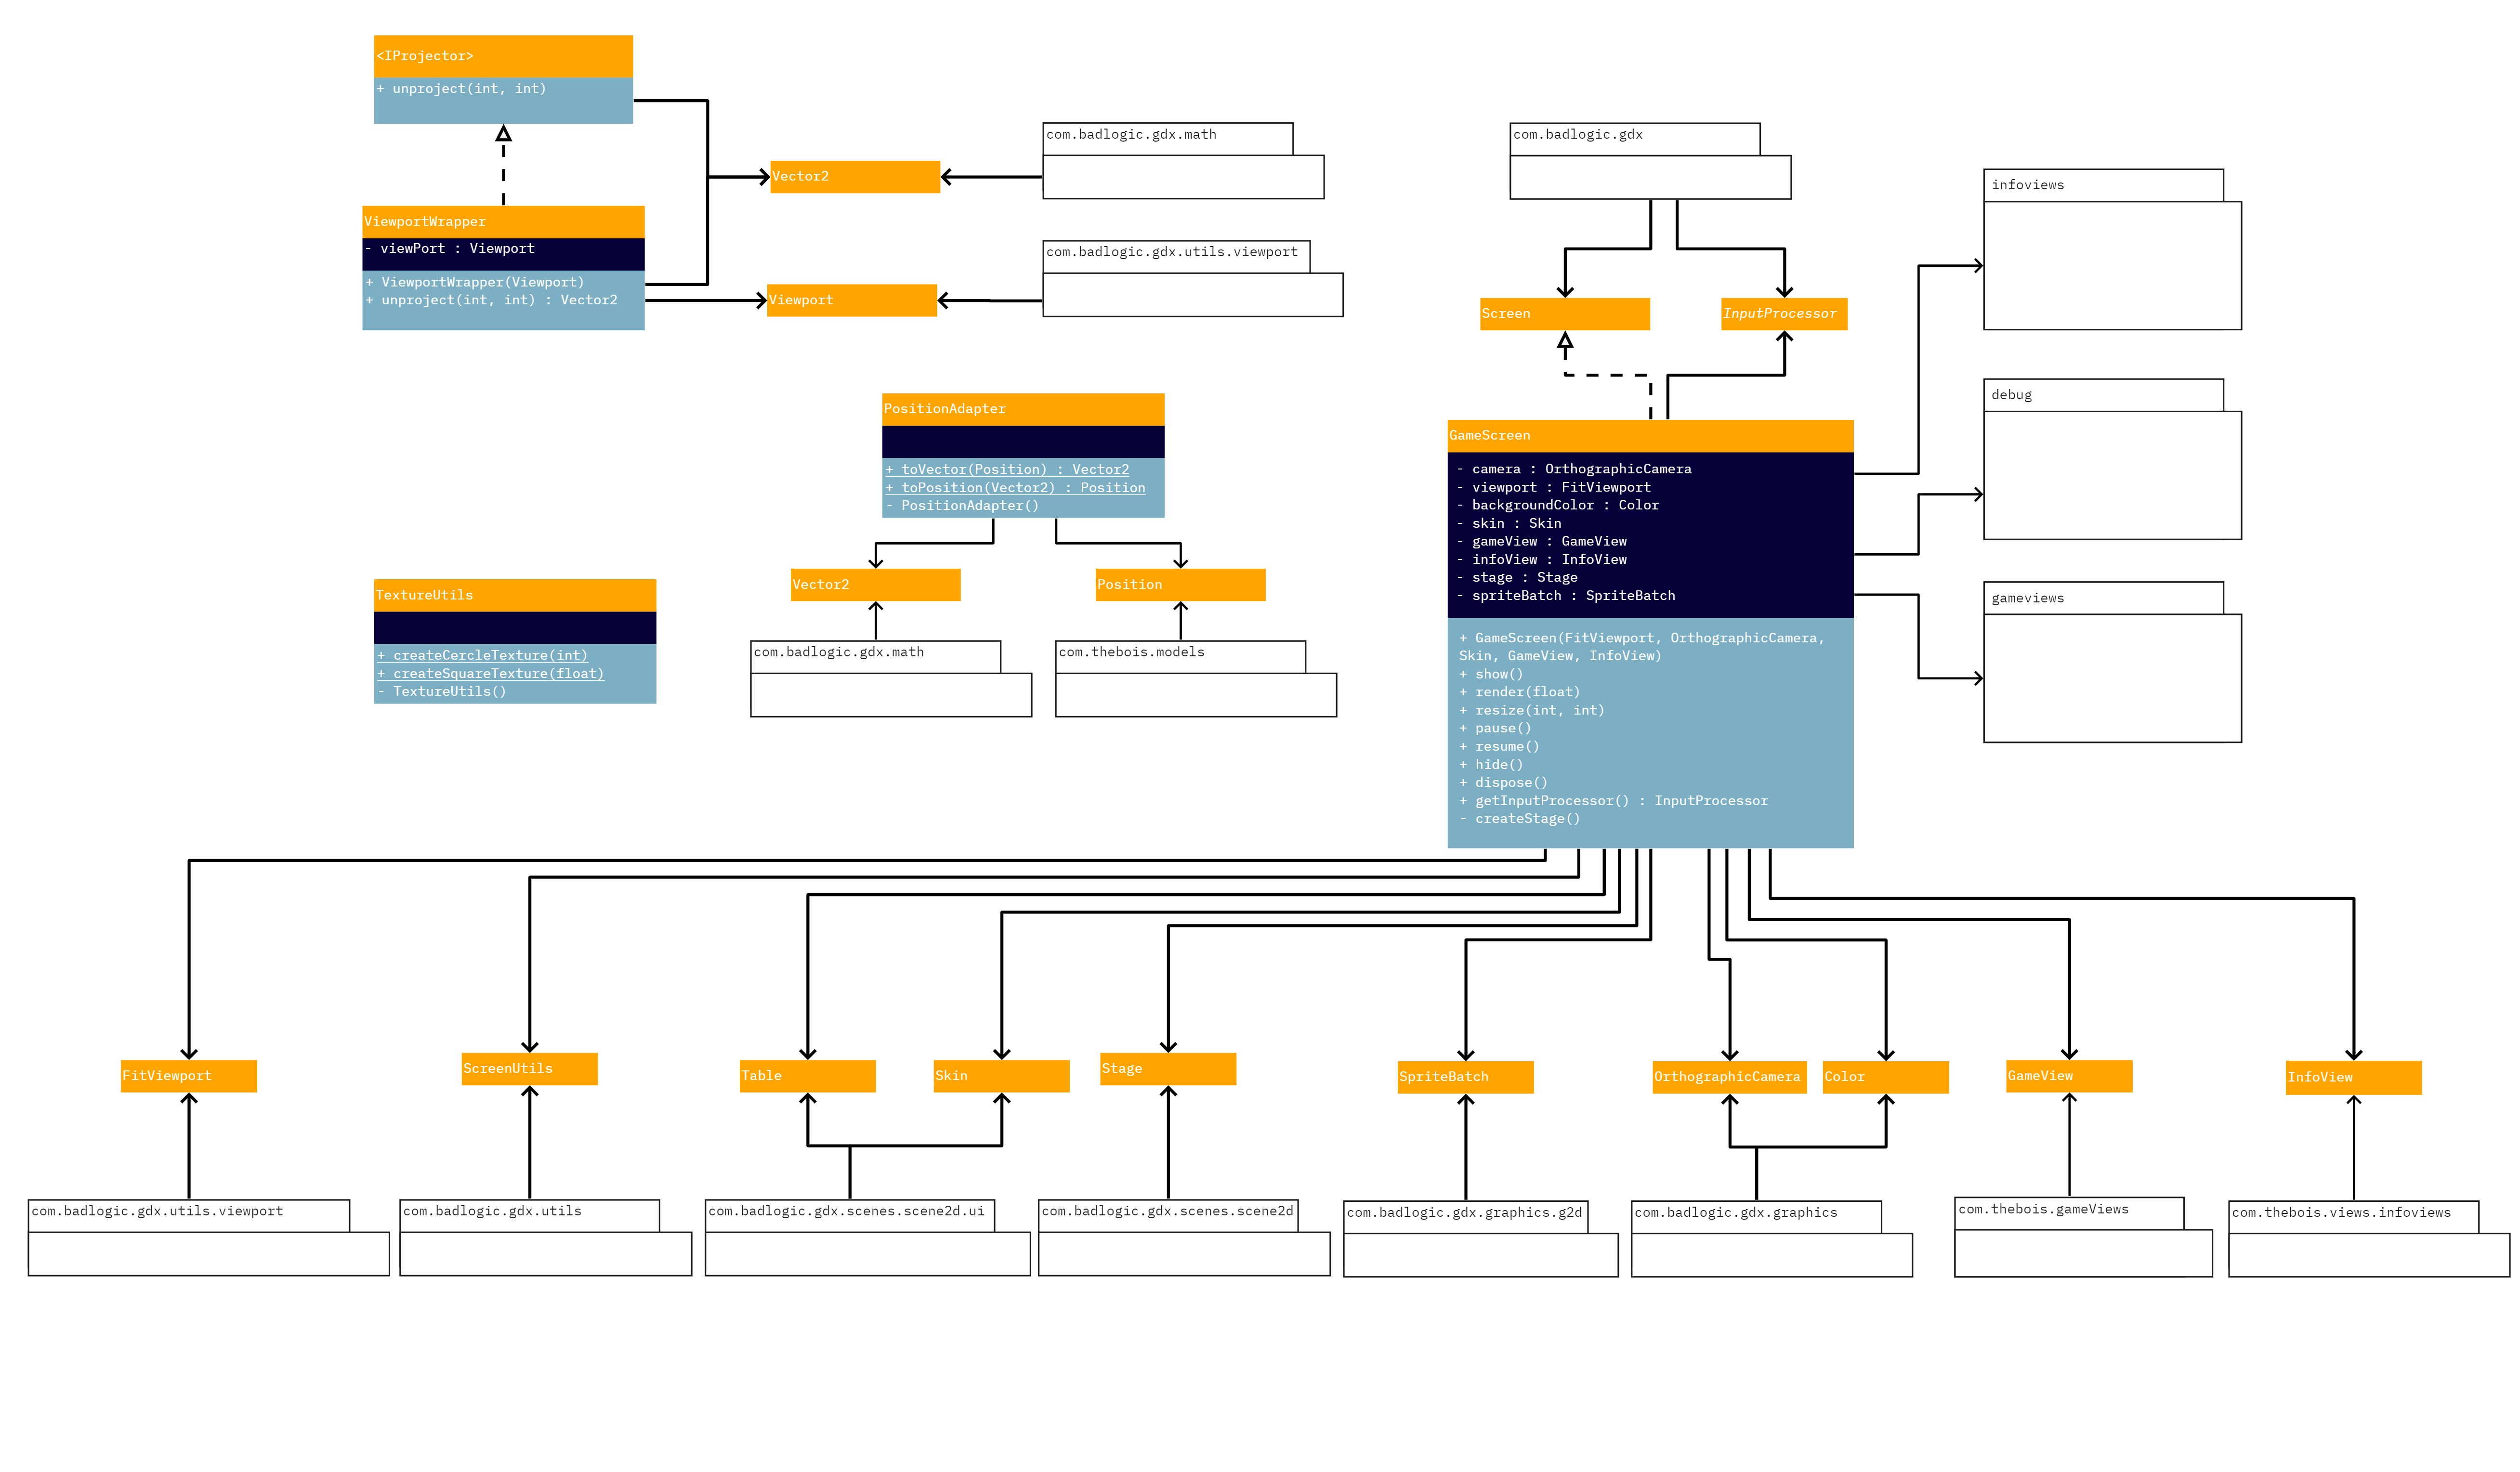 <IProjector>
+ unproject(int, int)
ViewportWrapper
- viewPort : Viewport
+ ViewportWrapper(Viewport)
+ unproject(int, int) : Vector2
Vector2
com.badlogic.gdx.math
Viewport
com.badlogic.gdx.utils.viewport
com.badlogic.gdx
Screen
InputProcessor
infoviews
debug
gameviews
PositionAdapter
+ toVector(Position) : Vector2
+ toPosition(Vector2) : Position
- PositionAdapter()
Vector2
Position
com.badlogic.gdx.math
com.thebois.models
TextureUtils
+ createCercleTexture(int)
+ createSquareTexture(float)
- TextureUtils()
GameScreen
- camera : OrthographicCamera
- viewport : FitViewport
- backgroundColor : Color
- skin : Skin
- gameView : GameView
- infoView : InfoView
- stage : Stage
- spriteBatch : SpriteBatch
+ GameScreen(FitViewport, OrthographicCamera,
Skin, GameView, InfoView)
+ show()
+ render(float)
+ resize(int, int)
+ pause()
+ resume()
+ hide()
+ dispose()
+ getInputProcessor() : InputProcessor
- createStage()
FitViewport
ScreenUtils
Table
Skin
Stage
SpriteBatch
OrthographicCamera
Color
GameView
InfoView
com.badlogic.gdx.utils.viewport
com.badlogic.gdx.utils
com.badlogic.gdx.scenes.scene2d.ui
com.badlogic.gdx.scenes.scene2d
com.badlogic.gdx.graphics.g2d
com.badlogic.gdx.graphics
com.thebois.gameViews
com.thebois.views.infoviews